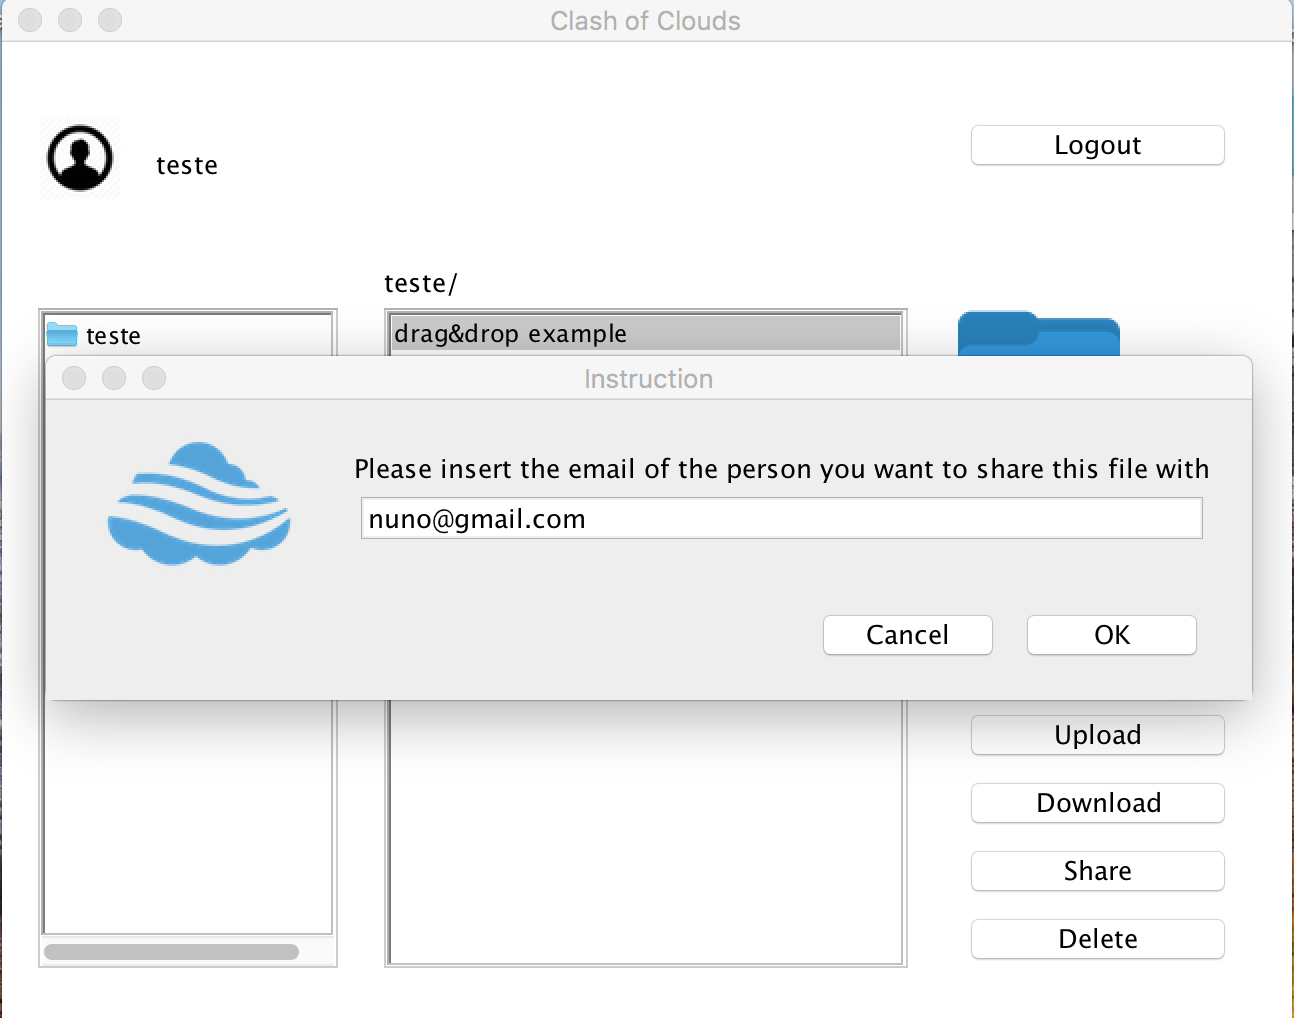 Clash of Clouds
teste
Logout
teste/
teste
drag&drop example
Instruction
Please insert the email of the person you want to share this file with
nuno@gmail.com
Cancel
OK
Upload
Download
Share
Delete